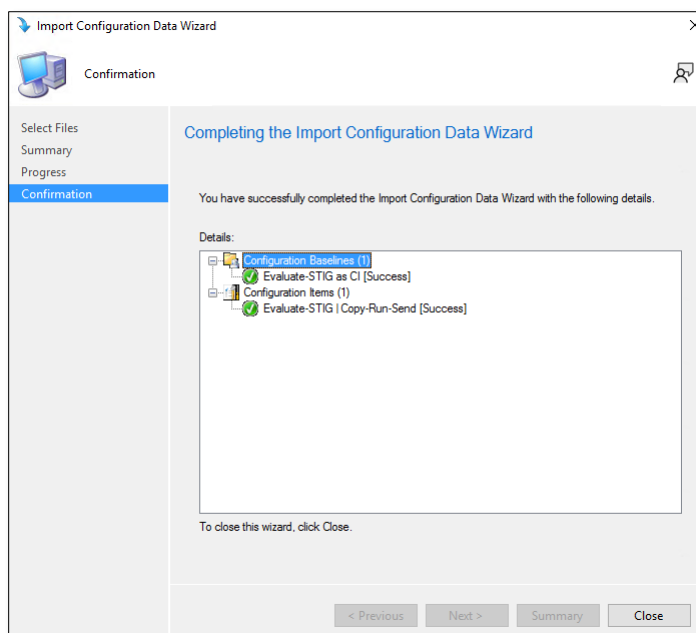 Import Configuration Data Wizard
Confirmation
Select Files
Summary
Progress
Confirmation
Completing the Import Configuration Data Wizard
You have successfully completed the Import Configuration Data Wizard with the following details.
Details:
Configuration Baselines (1)
Evaluate-STIG as CI [Success]
Configuration Items (1)
Evaluate-STIG | Copy-Run-Send [Success]
To close this wizard, click Close.
< Previous Next > Summary Close